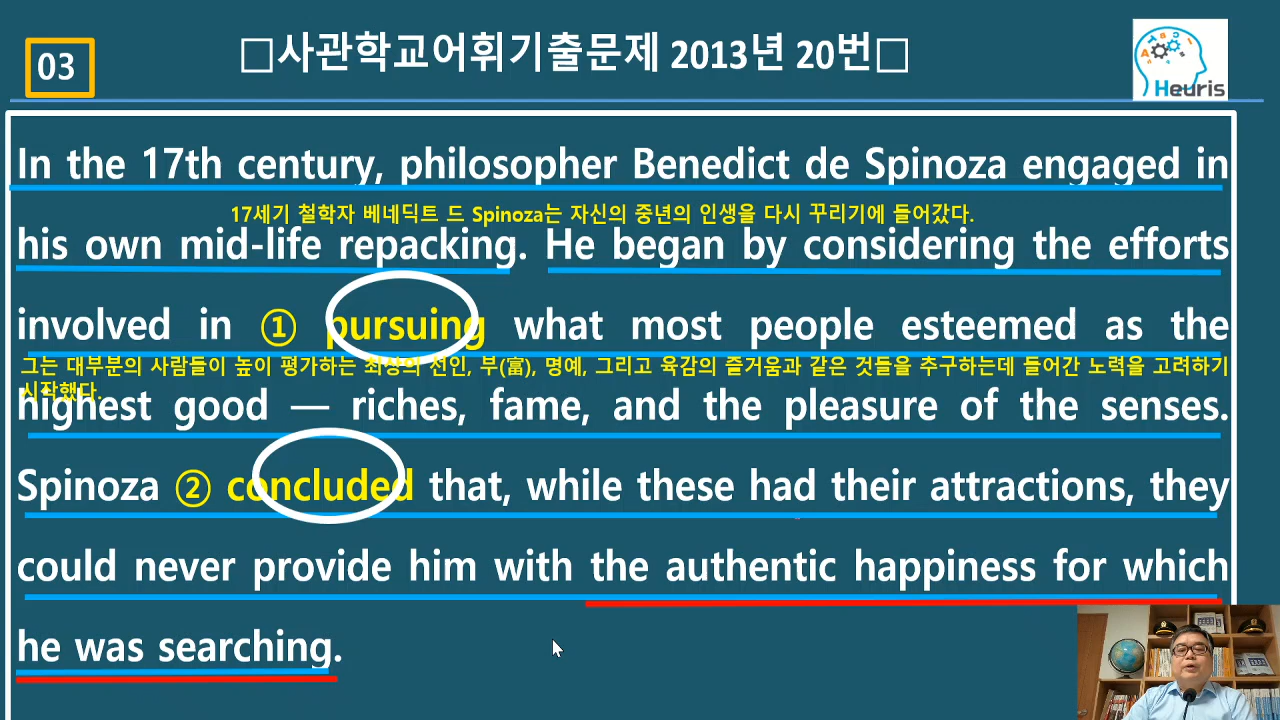 03
□사관학교어휘기출문제 2013년 20번□
Heuris
In the 17th century, philosopher Benedict de Spinoza engaged in
17세기 철학자 베네딕트 드 Spinoza는 자신의 중년의 인생을 다시 꾸리기에 들어갔다.
his own mid-life repacking. He began by considering the efforts
involved in ① pursuing what most people esteemed as the
그는 대부분의 사람들이 높이 평가하는 최상의 선인, 부(富), 명예, 그리고 육감의 즐거움과 같은 것들을 추구하는데 들어간 노력을 고려하기
시작했다.
highest good — riches, fame, and the pleasure of the senses.
Spinoza ② concluded that, while these had their attractions, they
could never provide him with the authentic happiness for which
he was searching.